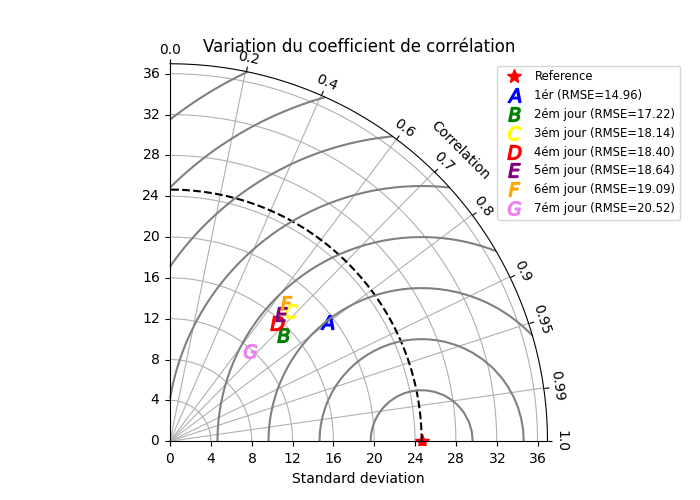 Variation du coefficient de corrélation
0.0
0.2
0.4
0.6
0.7
0.8
0.9
0.95
0.99
1.0
Correlation
Reference
A 1ér (RMSE=14.96)
B 2ém jour (RMSE=17.22)
C 3ém jour (RMSE=18.14)
D 4ém jour (RMSE=18.40)
E 5ém jour (RMSE=18.64)
F 6ém jour (RMSE=19.09)
G 7ém jour (RMSE=20.52)
36
32
28
24
20
16
12
8
4
0
F
C
E
D
A
B
G
0 4 8 12 16 20 24 28 32 36
Standard deviation